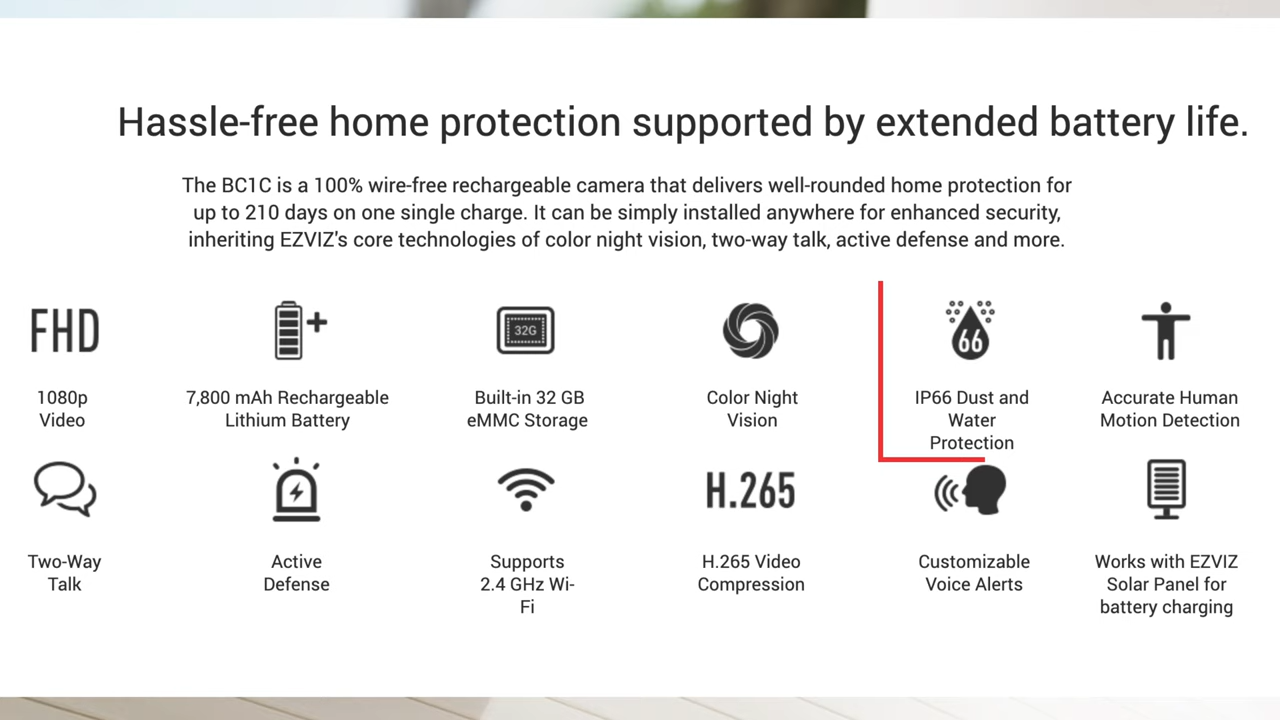 Hassle-free home protection supported by extended battery life.
The BC1C is a 100% wire-free rechargeable camera that delivers well-rounded home protection for
up to 210 days on one single charge. It can be simply installed anywhere for enhanced security,
inheriting EZVIZ's core technologies of color night vision, two-way talk, active defense and more.
FHD
1080p
Video
7,800 mAh Rechargeable
Lithium Battery
32G
Built-in 32 GB
eMMC Storage
Color Night
Vision
66
IP66 Dust and
Water
Protection
Accurate Human
Motion Detection
Two-Way
Talk
Active
Defense
Supports
2.4 GHz Wi-
Fi
H.265
H.265 Video
Compression
Customizable
Voice Alerts
Works with EZVIZ
Solar Panel for
battery charging